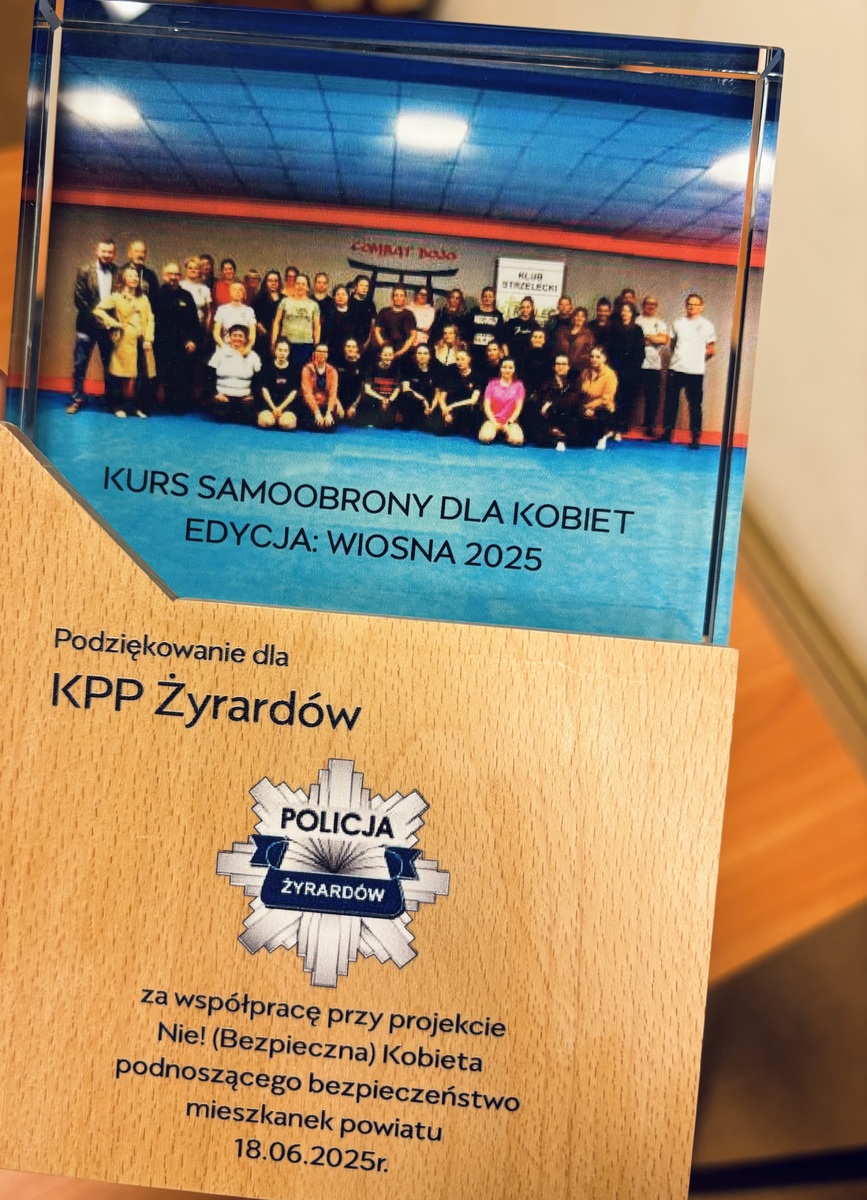 COMBAT DOJO
KLUB
STRZELECKI
KURS SAMOOBRONY DLA KOBIET
EDYCJA: WIOSNA 2025
Podziękowanie dla
KPP Żyrardów
POLICJA
ŻYRARDÓW
za współpracę przy projekcie
Nie! (Bezpieczna) Kobieta
podnoszącego bezpieczeństwo
mieszkanek powiatu
18.06.2025r.